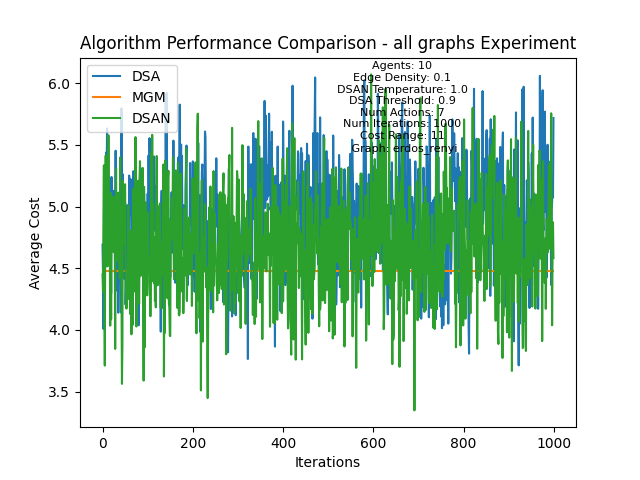 Algorithm Performance Comparison - all graphs Experiment
DSA
MGM
DSAN
Agents: 10
Edge Density: 0.1
DSAN Temperature: 1.0
DSA Threshold: 0.9
Num Actions: 7
Num Iterations: 1000
Cost Range: 11
Graph: erdos_renyi
Average Cost
6.0
5.5
5.0
4.5
4.0
3.5
0
200
400
600
800
1000
Iterations